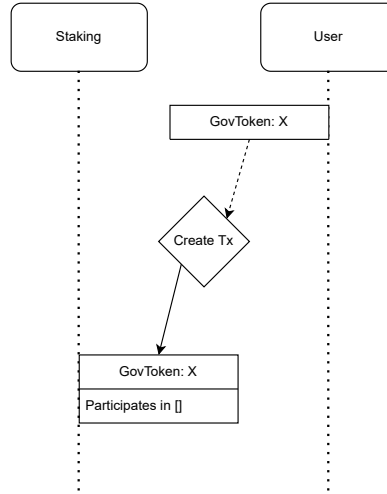 Staking
User
GovToken: X
Create Tx
GovToken: X
Participates in []